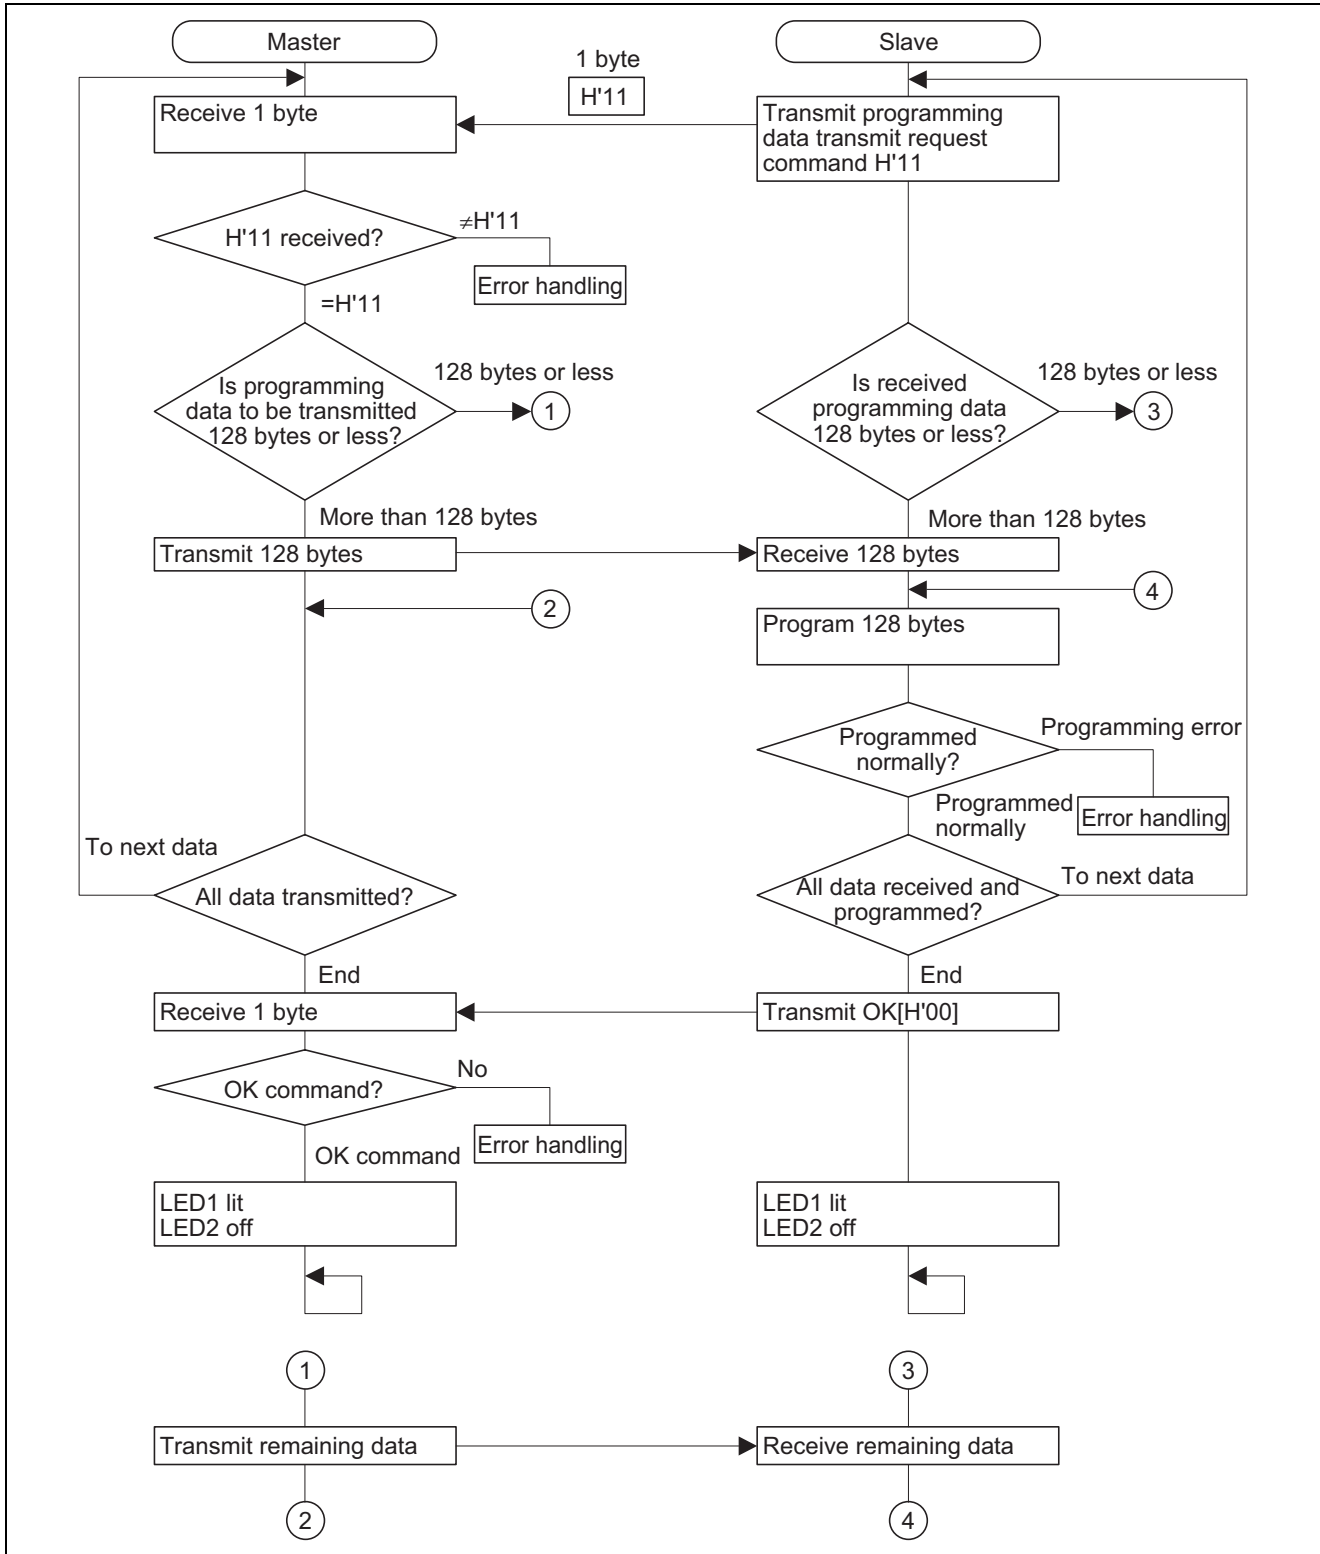 Master
Slave
1 byte
H'11
Receive 1 byte
Transmit programming
data transmit request
command H'11
H'11 received?
≠H'11
Error handling
=H'11
Is programming
data to be transmitted
128 bytes or less?
128 bytes or less
1
Is received
programming data
128 bytes or less?
128 bytes or less
3
More than 128 bytes
More than 128 bytes
Transmit 128 bytes
Receive 128 bytes
2
4
Program 128 bytes
Programmed
normally?
Programming error
Programmed
normally
Error handling
To next data
All data transmitted?
All data received and
programmed?
To next data
End
End
Receive 1 byte
Transmit OK[H'00]
OK command?
No
Error handling
OK command
LED1 lit
LED2 off
LED1 lit
LED2 off
1
3
Transmit remaining data
Receive remaining data
2
4